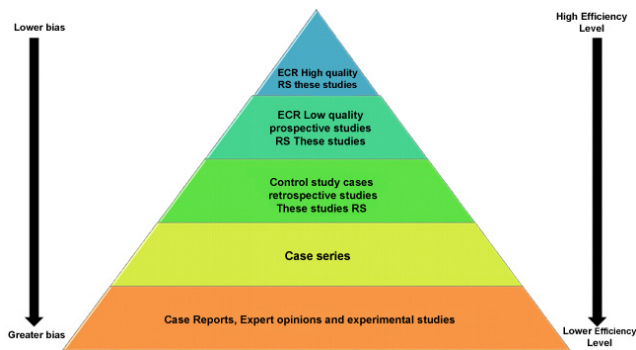 Lower bias
High Efficiency
Level
ECR High quality
RS these studies
ECR Low quality
prospective studies
RS These studies
Control study cases
retrospective studies
These studies RS
Case series
Case Reports, Expert opinions and experimental studies
Greater bias
Lower Efficiency
Level